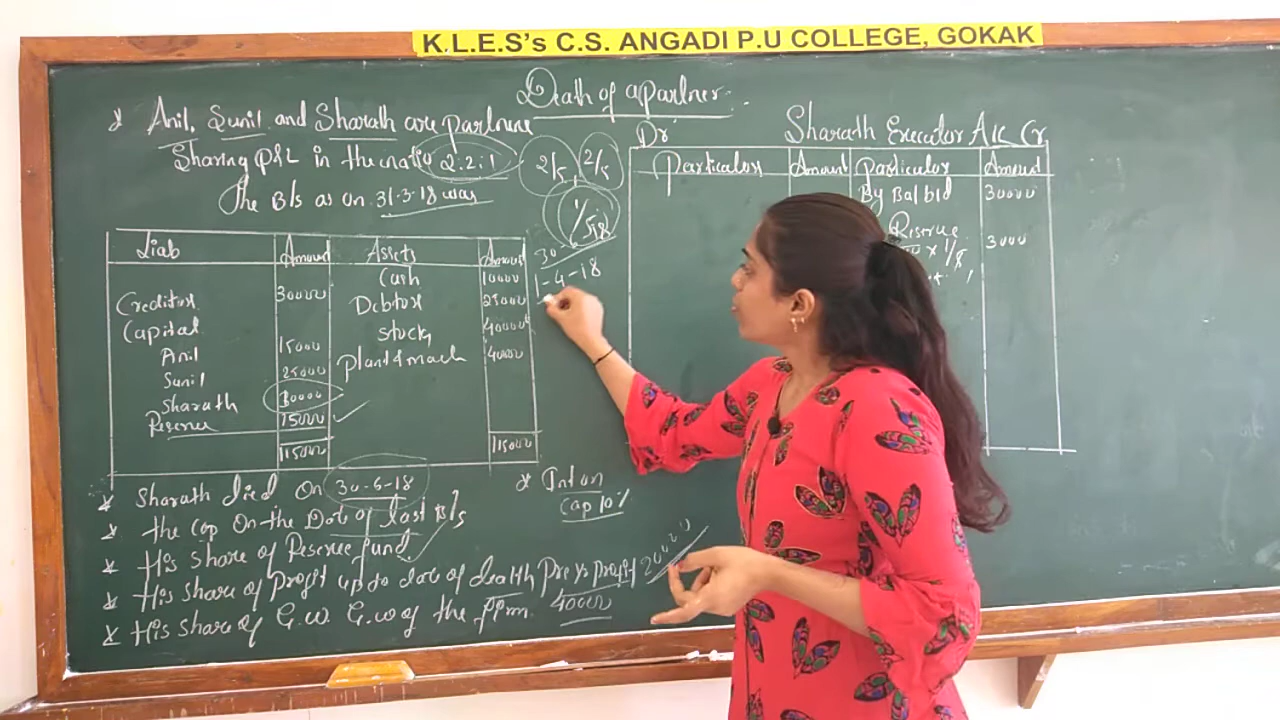 K.L.E.S's C.S. ANGADI P.U COLLEGE, GOKAK
Death of a Partner
* Anil, Sunil and Sharath are partners
Sharing P&L in the ratio 2:2:1
The B/s as on 31-3-18 was
2/5, 2/5
1/5
1-4-18
Liab Amount Assets Amount
Cash 10000
Creditors 30000 Debtors 25000
Capital Stock 40000
Anil 15000 Plant & mach 40000
Sunil 25000
Sharath 30000
Reserve 15000
115000 115000
* Sharath died on 30-6-18
* The Cap On the Date of last B/s
* His Share of Reserve fund
* His Share of Profit up to date of death Pre Yr profit
* His Share of G.W. G.W of the firm 40000
* Int on
Cap 10%
Dr Sharath Executor A/c Cr
Particulars Amount Particulars Amount
By Bal b/d 30000
Reserve 3000
x 1/5